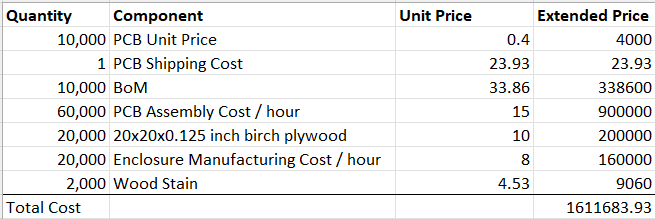 Quantity Component Unit Price Extended Price
10,000 PCB Unit Price 0.4 4000
1 PCB Shipping Cost 23.93 23.93
10,000 BoM 33.86 338600
60,000 PCB Assembly Cost / hour 15 900000
20,000 20x20x0.125 inch birch plywood 10 200000
20,000 Enclosure Manufacturing Cost / hour 8 160000
2,000 Wood Stain 4.53 9060
Total Cost 1611683.93